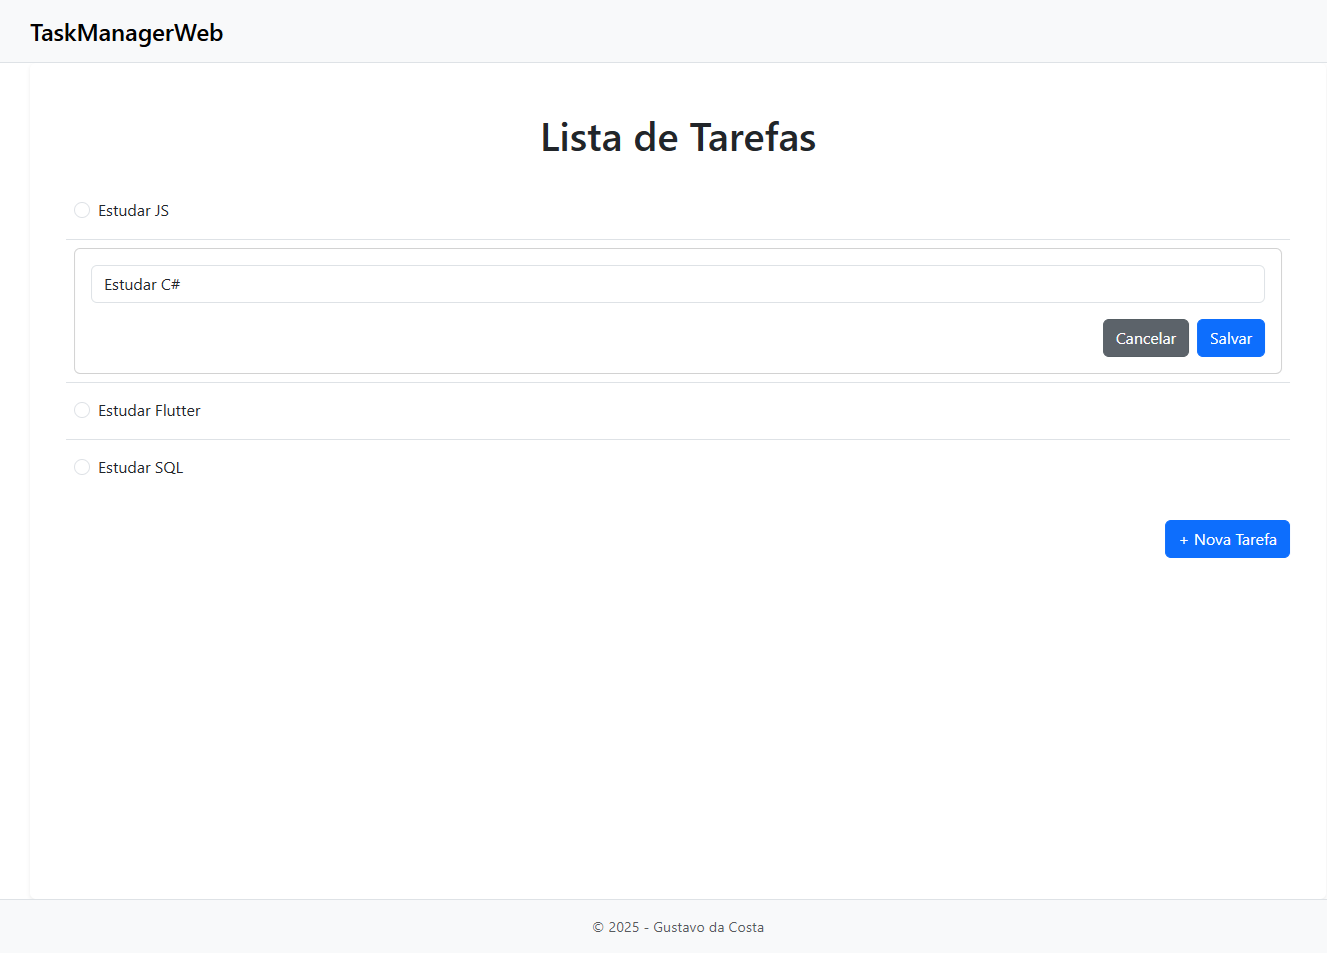 TaskManagerWeb
Lista de Tarefas
Estudar JS
Estudar C#
Cancelar Salvar
Estudar Flutter
Estudar SQL
+ Nova Tarefa
© 2025 - Gustavo da Costa